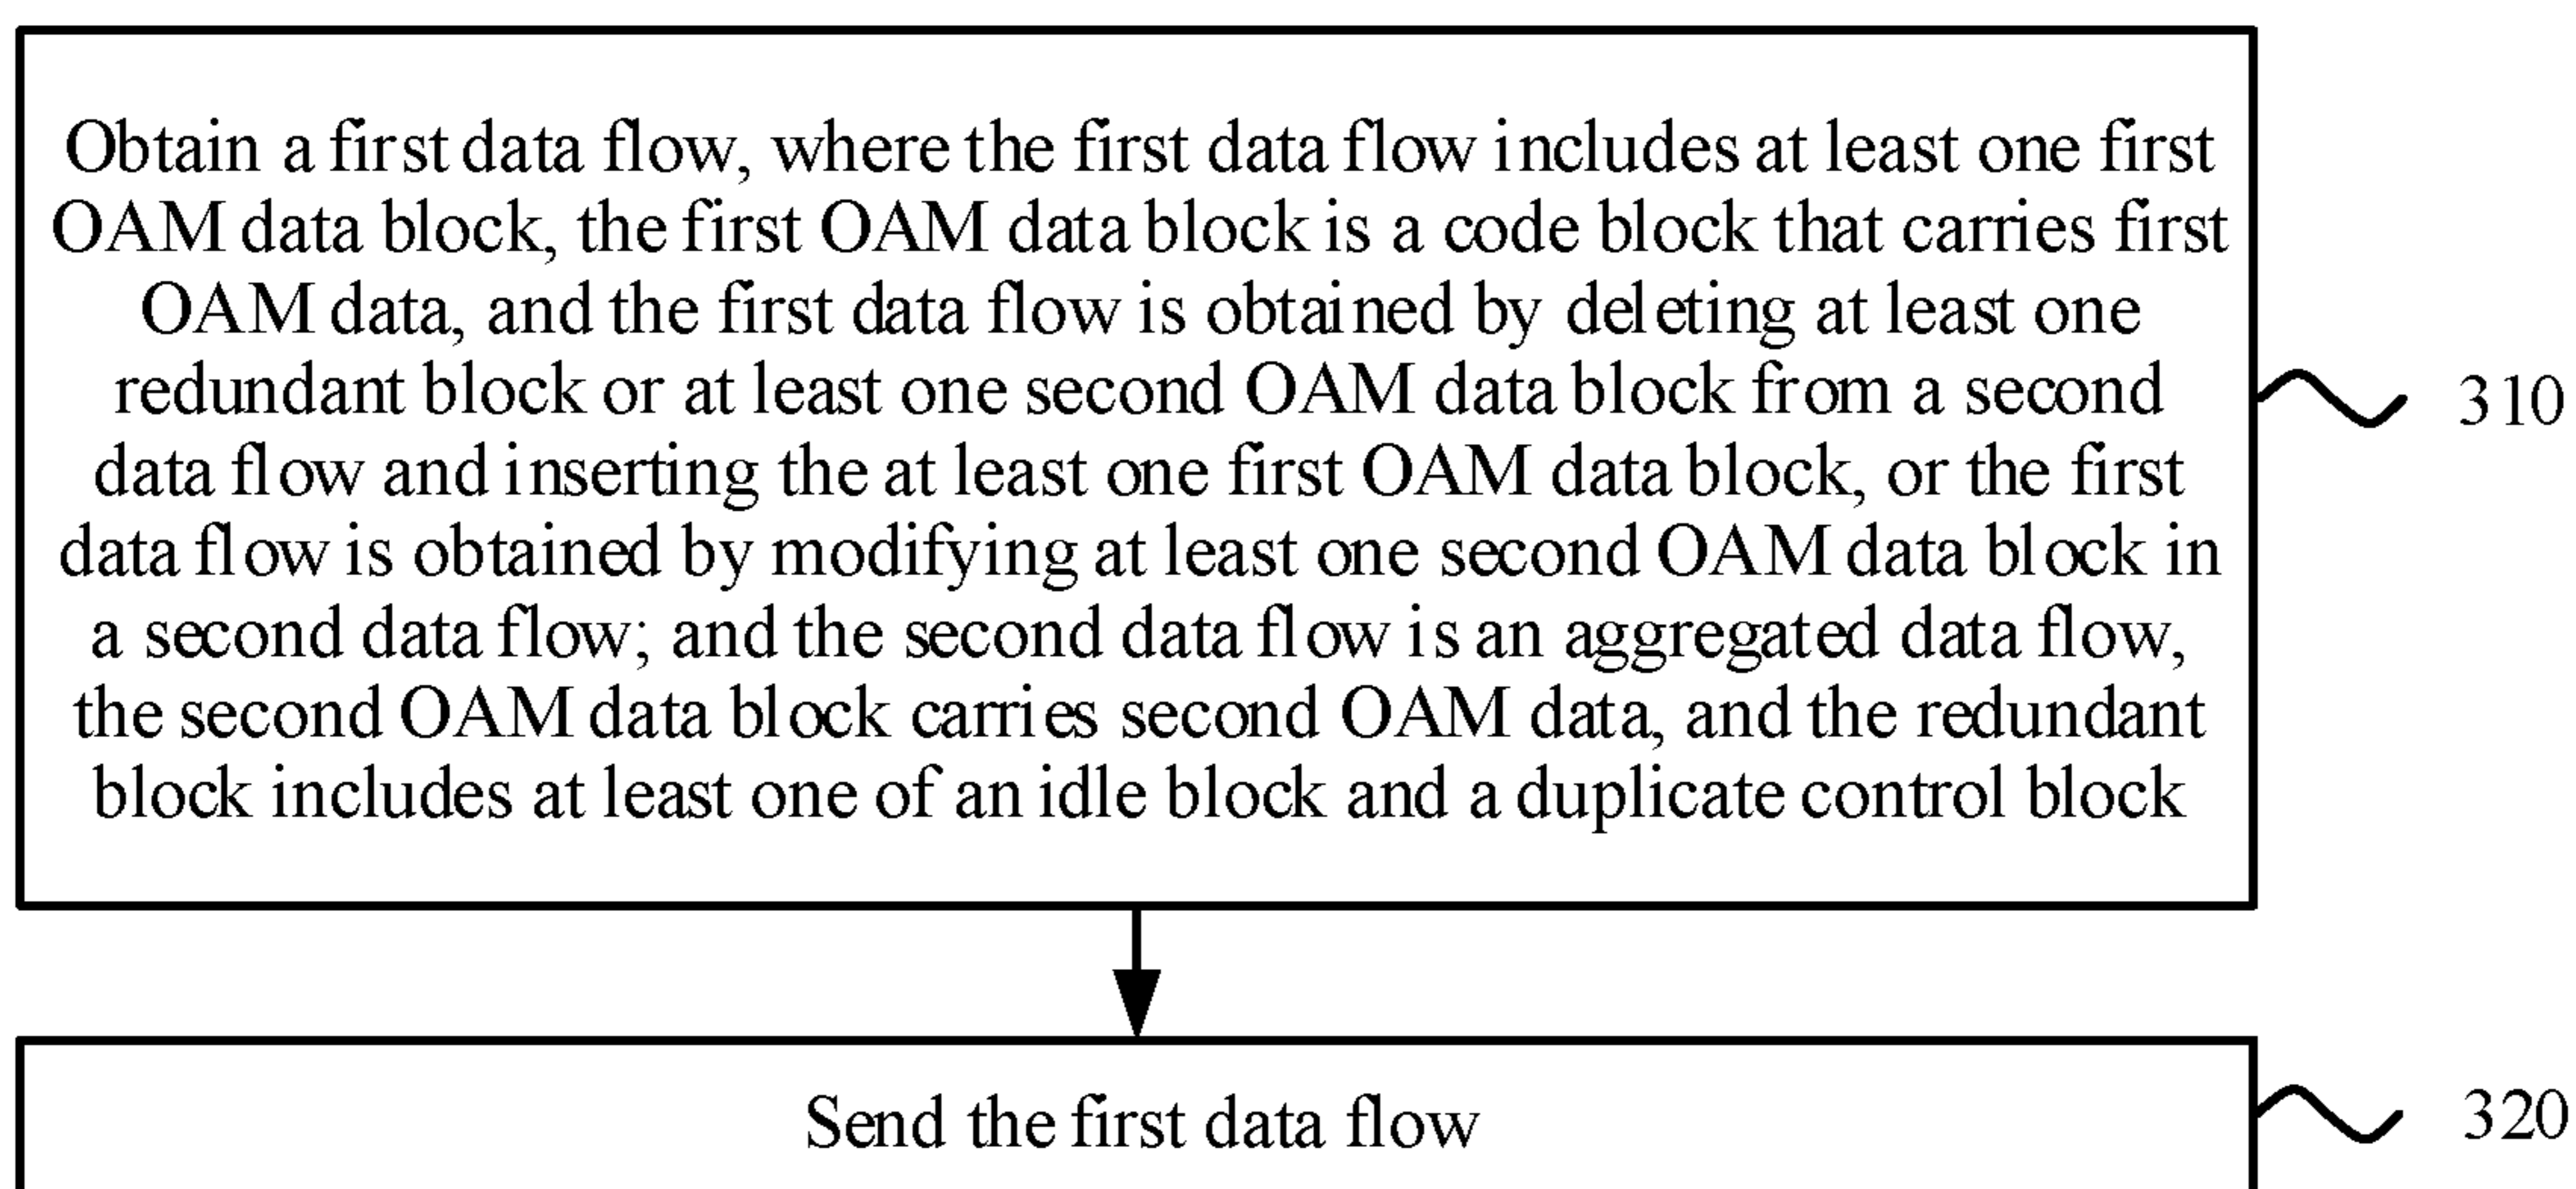 Obtain a first data flow, where the first data flow includes at least one first
OAM data block, the first OAM data block is a code block that carries first
OAM data, and the first data flow is obtained by deleting at least one
redundant block or at least one second OAM data block from a second
data flow and inserting the at least one first OAM data block, or the first
data flow is obtained by modifying at least one second OAM data block in
a second data flow; and the second data flow is an aggregated data flow,
the second OAM data block carries second OAM data, and the redundant
block includes at least one of an idle block and a duplicate control block
310
Send the first data flow
320